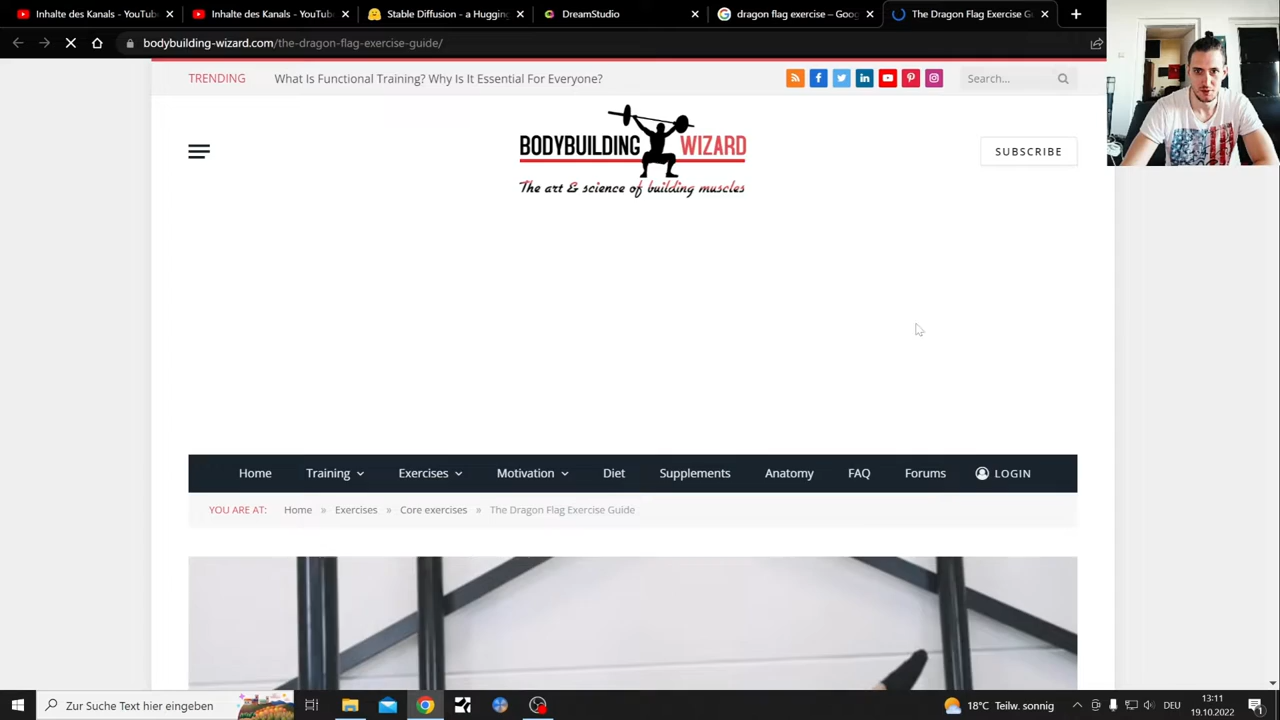 Inhalte des Kanals - YouTub
Inhalte des Kanals - YouTub
Stable Diffusion - a Hugging
DreamStudio
dragon flag exercise – Goog
The Dragon Flag Exercise G
bodybuilding-wizard.com/the-dragon-flag-exercise-guide/
TRENDING What Is Functional Training? Why Is It Essential For Everyone?
Search...
BODYBUILDING WIZARD
The art & science of building muscles
SUBSCRIBE
Home Training Exercises Motivation Diet Supplements Anatomy FAQ Forums LOGIN
YOU ARE AT: Home » Exercises » Core exercises » The Dragon Flag Exercise Guide
Zur Suche Text hier eingeben
18°C Teilw. sonnig
DEU
13:11
19.10.2022
1